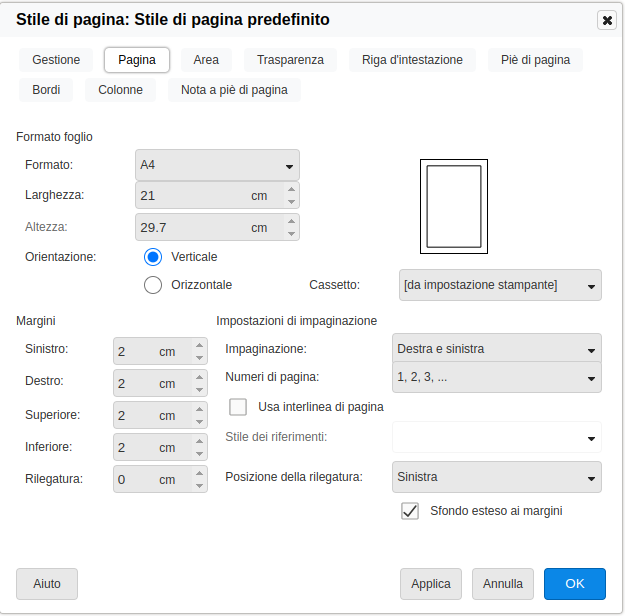 Stile di pagina: Stile di pagina predefinito
Gestione Pagina Area Trasparenza Riga d'intestazione Piè di pagina
Bordi Colonne Nota a piè di pagina
Formato foglio
Formato: A4
Larghezza: 21 cm
Altezza: 29.7 cm
Orientazione: Verticale
Orizzontale Cassetto: [da impostazione stampante]
Margini Impostazioni di impaginazione
Sinistro: 2 cm Impaginazione: Destra e sinistra
Destro: 2 cm Numeri di pagina: 1, 2, 3, ...
Superiore: 2 cm Usa interlinea di pagina
Inferiore: 2 cm Stile dei riferimenti:
Rilegatura: 0 cm Posizione della rilegatura: Sinistra
Sfondo esteso ai margini
Aiuto Applica Annulla OK